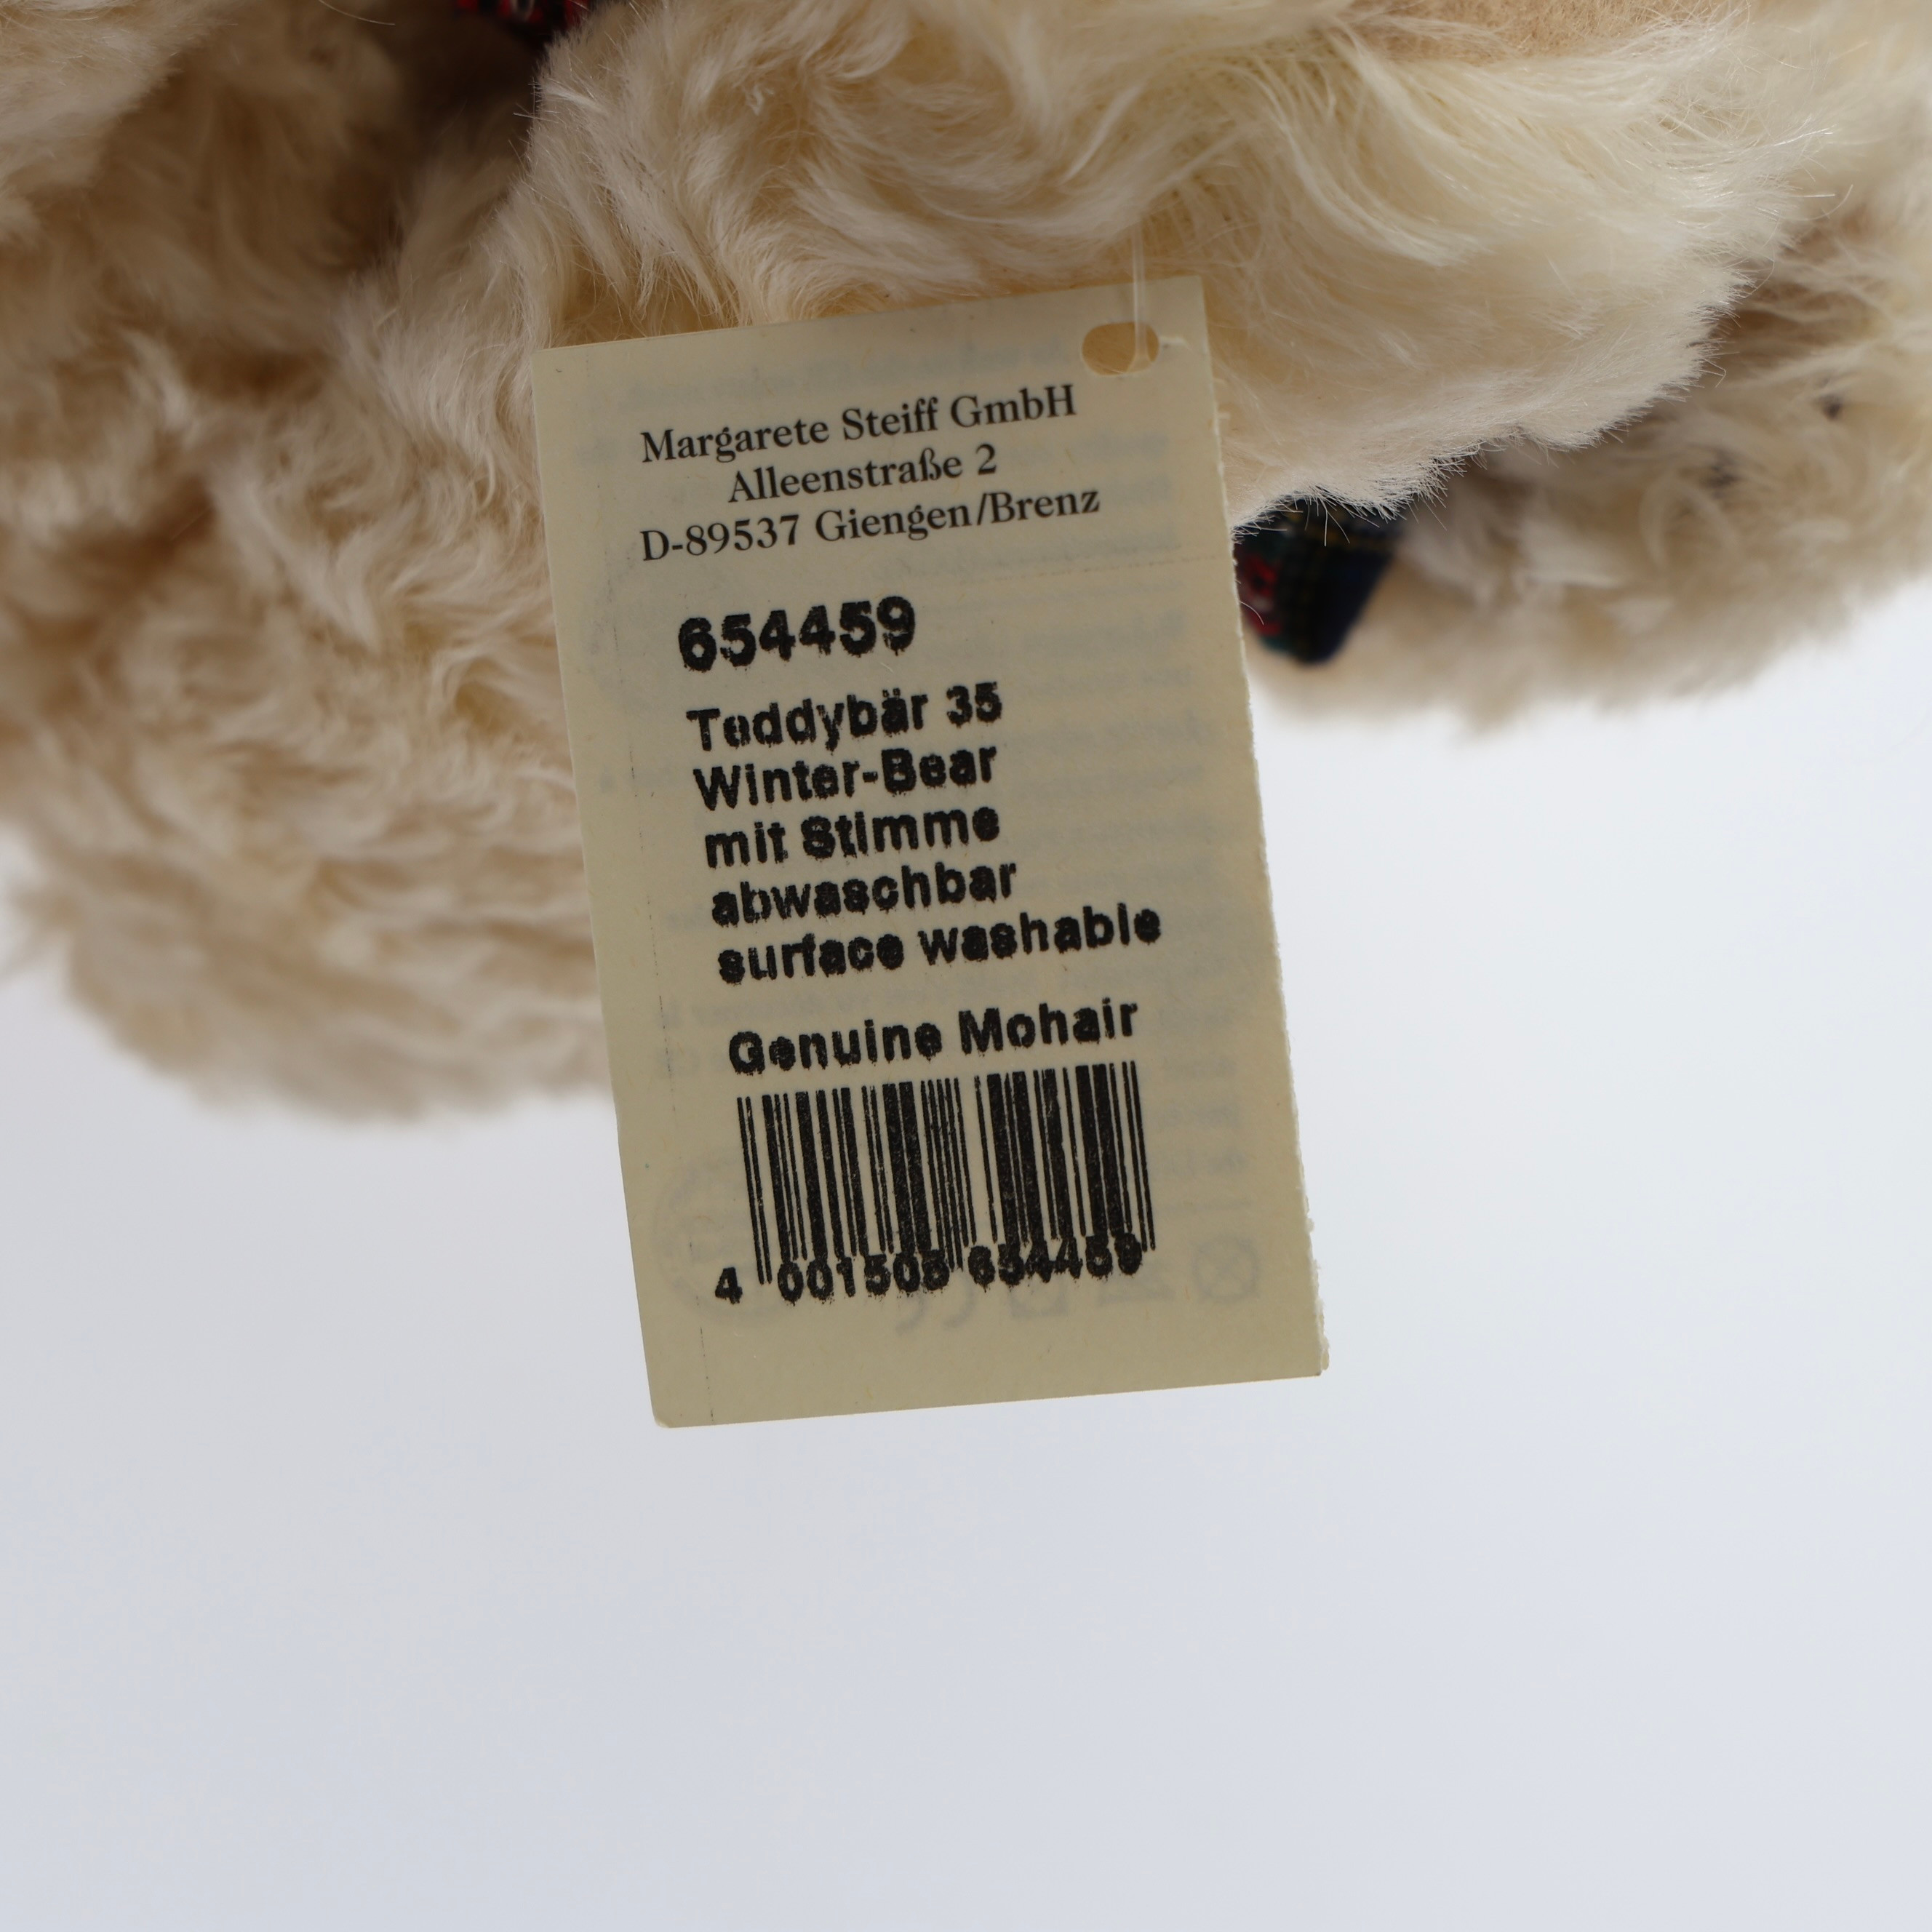 Margarete Steiff GmbH
Alleenstraße 2
D-89537 Giengen/Brenz
654459
Teddybär 35
Winter-Bear
mit Stimme
abwaschbar
surface washable
Genuine Mohair
4 001505 654459